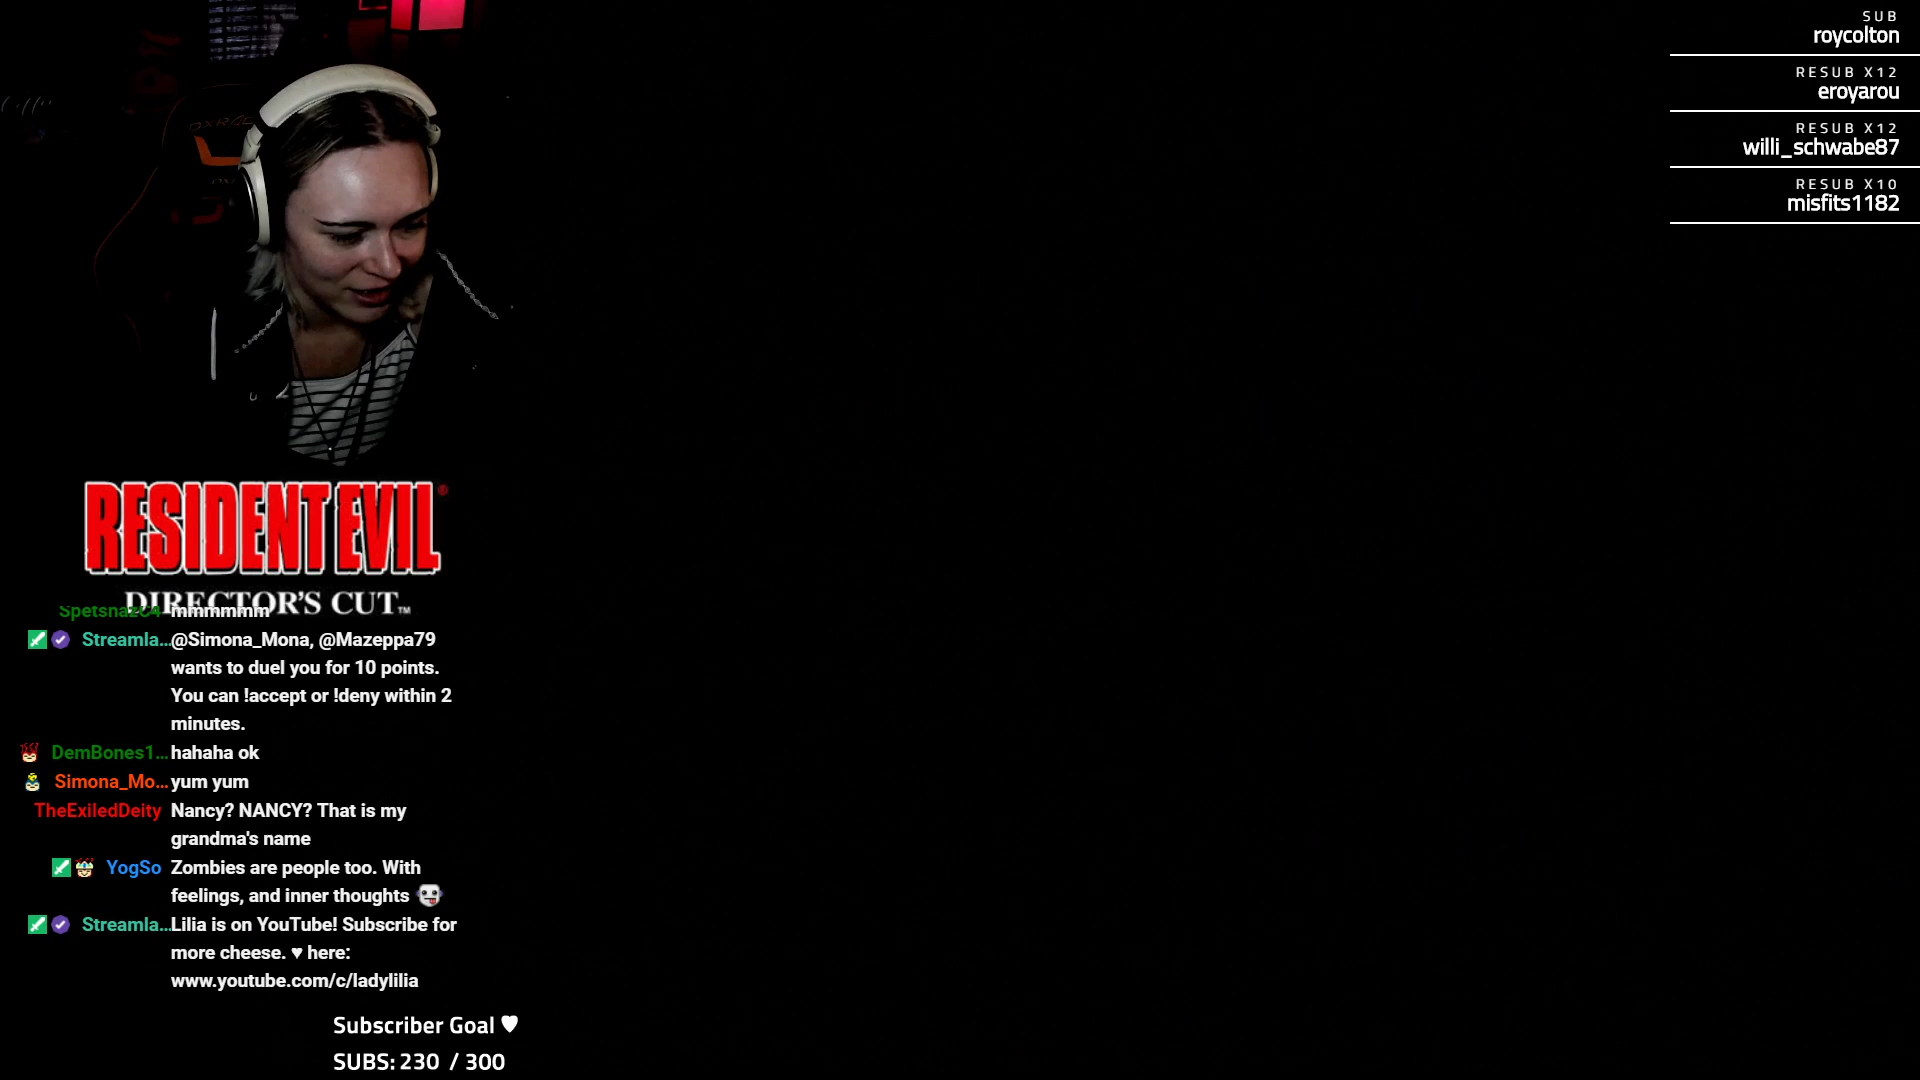 SUB
roycolton
RESUB X12
eroyarou
RESUB X12
willi_schwabe87
RESUB X10
misfits1182
RESIDENT EVIL®
DIRECTOR'S CUT™
SpetsnazC4 mmmmmm
Streamla... @Simona_Mona, @Mazeppa79
wants to duel you for 10 points.
You can !accept or !deny within 2
minutes.
DemBones1... hahaha ok
Simona_Mo... yum yum
TheExiledDeity Nancy? NANCY? That is my
grandma's name
YogSo Zombies are people too. With
feelings, and inner thoughts
Streamla... Lilia is on YouTube! Subscribe for
more cheese. ♥ here:
www.youtube.com/c/ladylilia
Subscriber Goal ♥
SUBS: 230 / 300